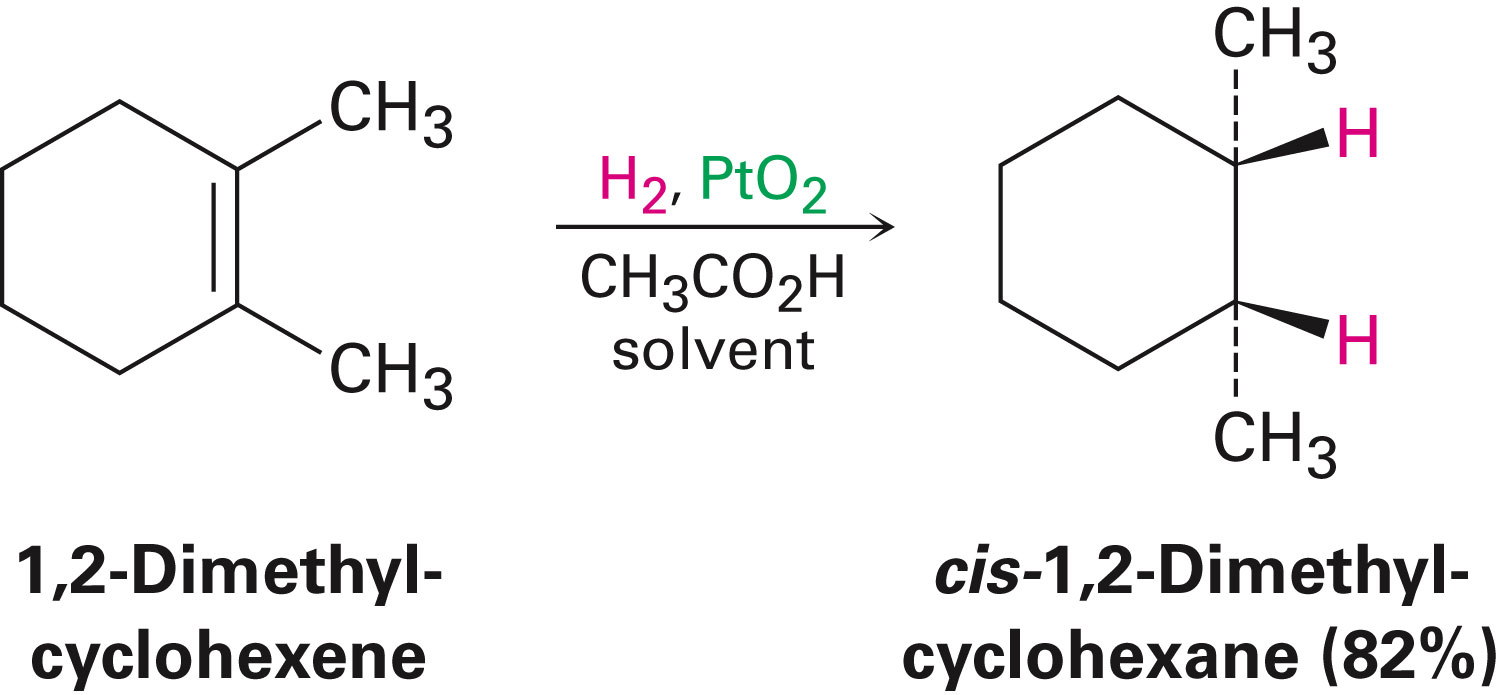 CH₃
CH₃
H₂, PtO₂
CH₃CO₂H
solvent
CH₃
H
H
CH₃
1,2-Dimethyl-
cyclohexene
cis-1,2-Dimethyl-
cyclohexane (82%)